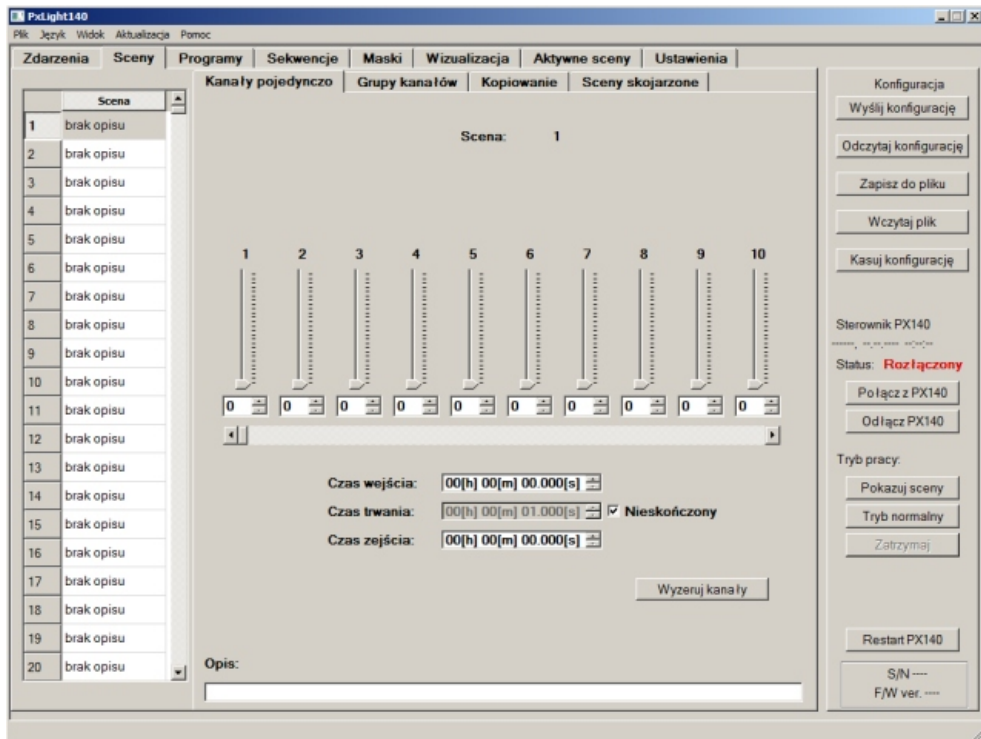 PxLight140
Plik Język Widok Aktualizacja Pomoc
Zdarzenia Sceny Programy Sekwencje Maski Wizualizacja Aktywne sceny Ustawienia
Kanały pojedynczo Grupy kanałów Kopiowanie Sceny skojarzone
Scena
1 brak opisu
2 brak opisu
3 brak opisu
4 brak opisu
5 brak opisu
6 brak opisu
7 brak opisu
8 brak opisu
9 brak opisu
10 brak opisu
11 brak opisu
12 brak opisu
13 brak opisu
14 brak opisu
15 brak opisu
16 brak opisu
17 brak opisu
18 brak opisu
19 brak opisu
20 brak opisu
Scena: 1
1 2 3 4 5 6 7 8 9 10
0 0 0 0 0 0 0 0 0 0
Czas wejścia: 00[h] 00[m] 00.000[s]
Czas trwania: 00[h] 00[m] 01.000[s] Nieskończony
Czas zejścia: 00[h] 00[m] 00.000[s]
Wyzeruj kanały
Opis:
Konfiguracja
Wyślij konfigurację
Odczytaj konfigurację
Zapisz do pliku
Wczytaj plik
Kasuj konfigurację
Sterownik PX140
------, --.--.---- --:--:--
Status: Rozłączony
Połącz z PX140
Odłącz PX140
Tryb pracy:
Pokazuj sceny
Tryb normalny
Zatrzymaj
Restart PX140
S/N ----
F/W ver. ----